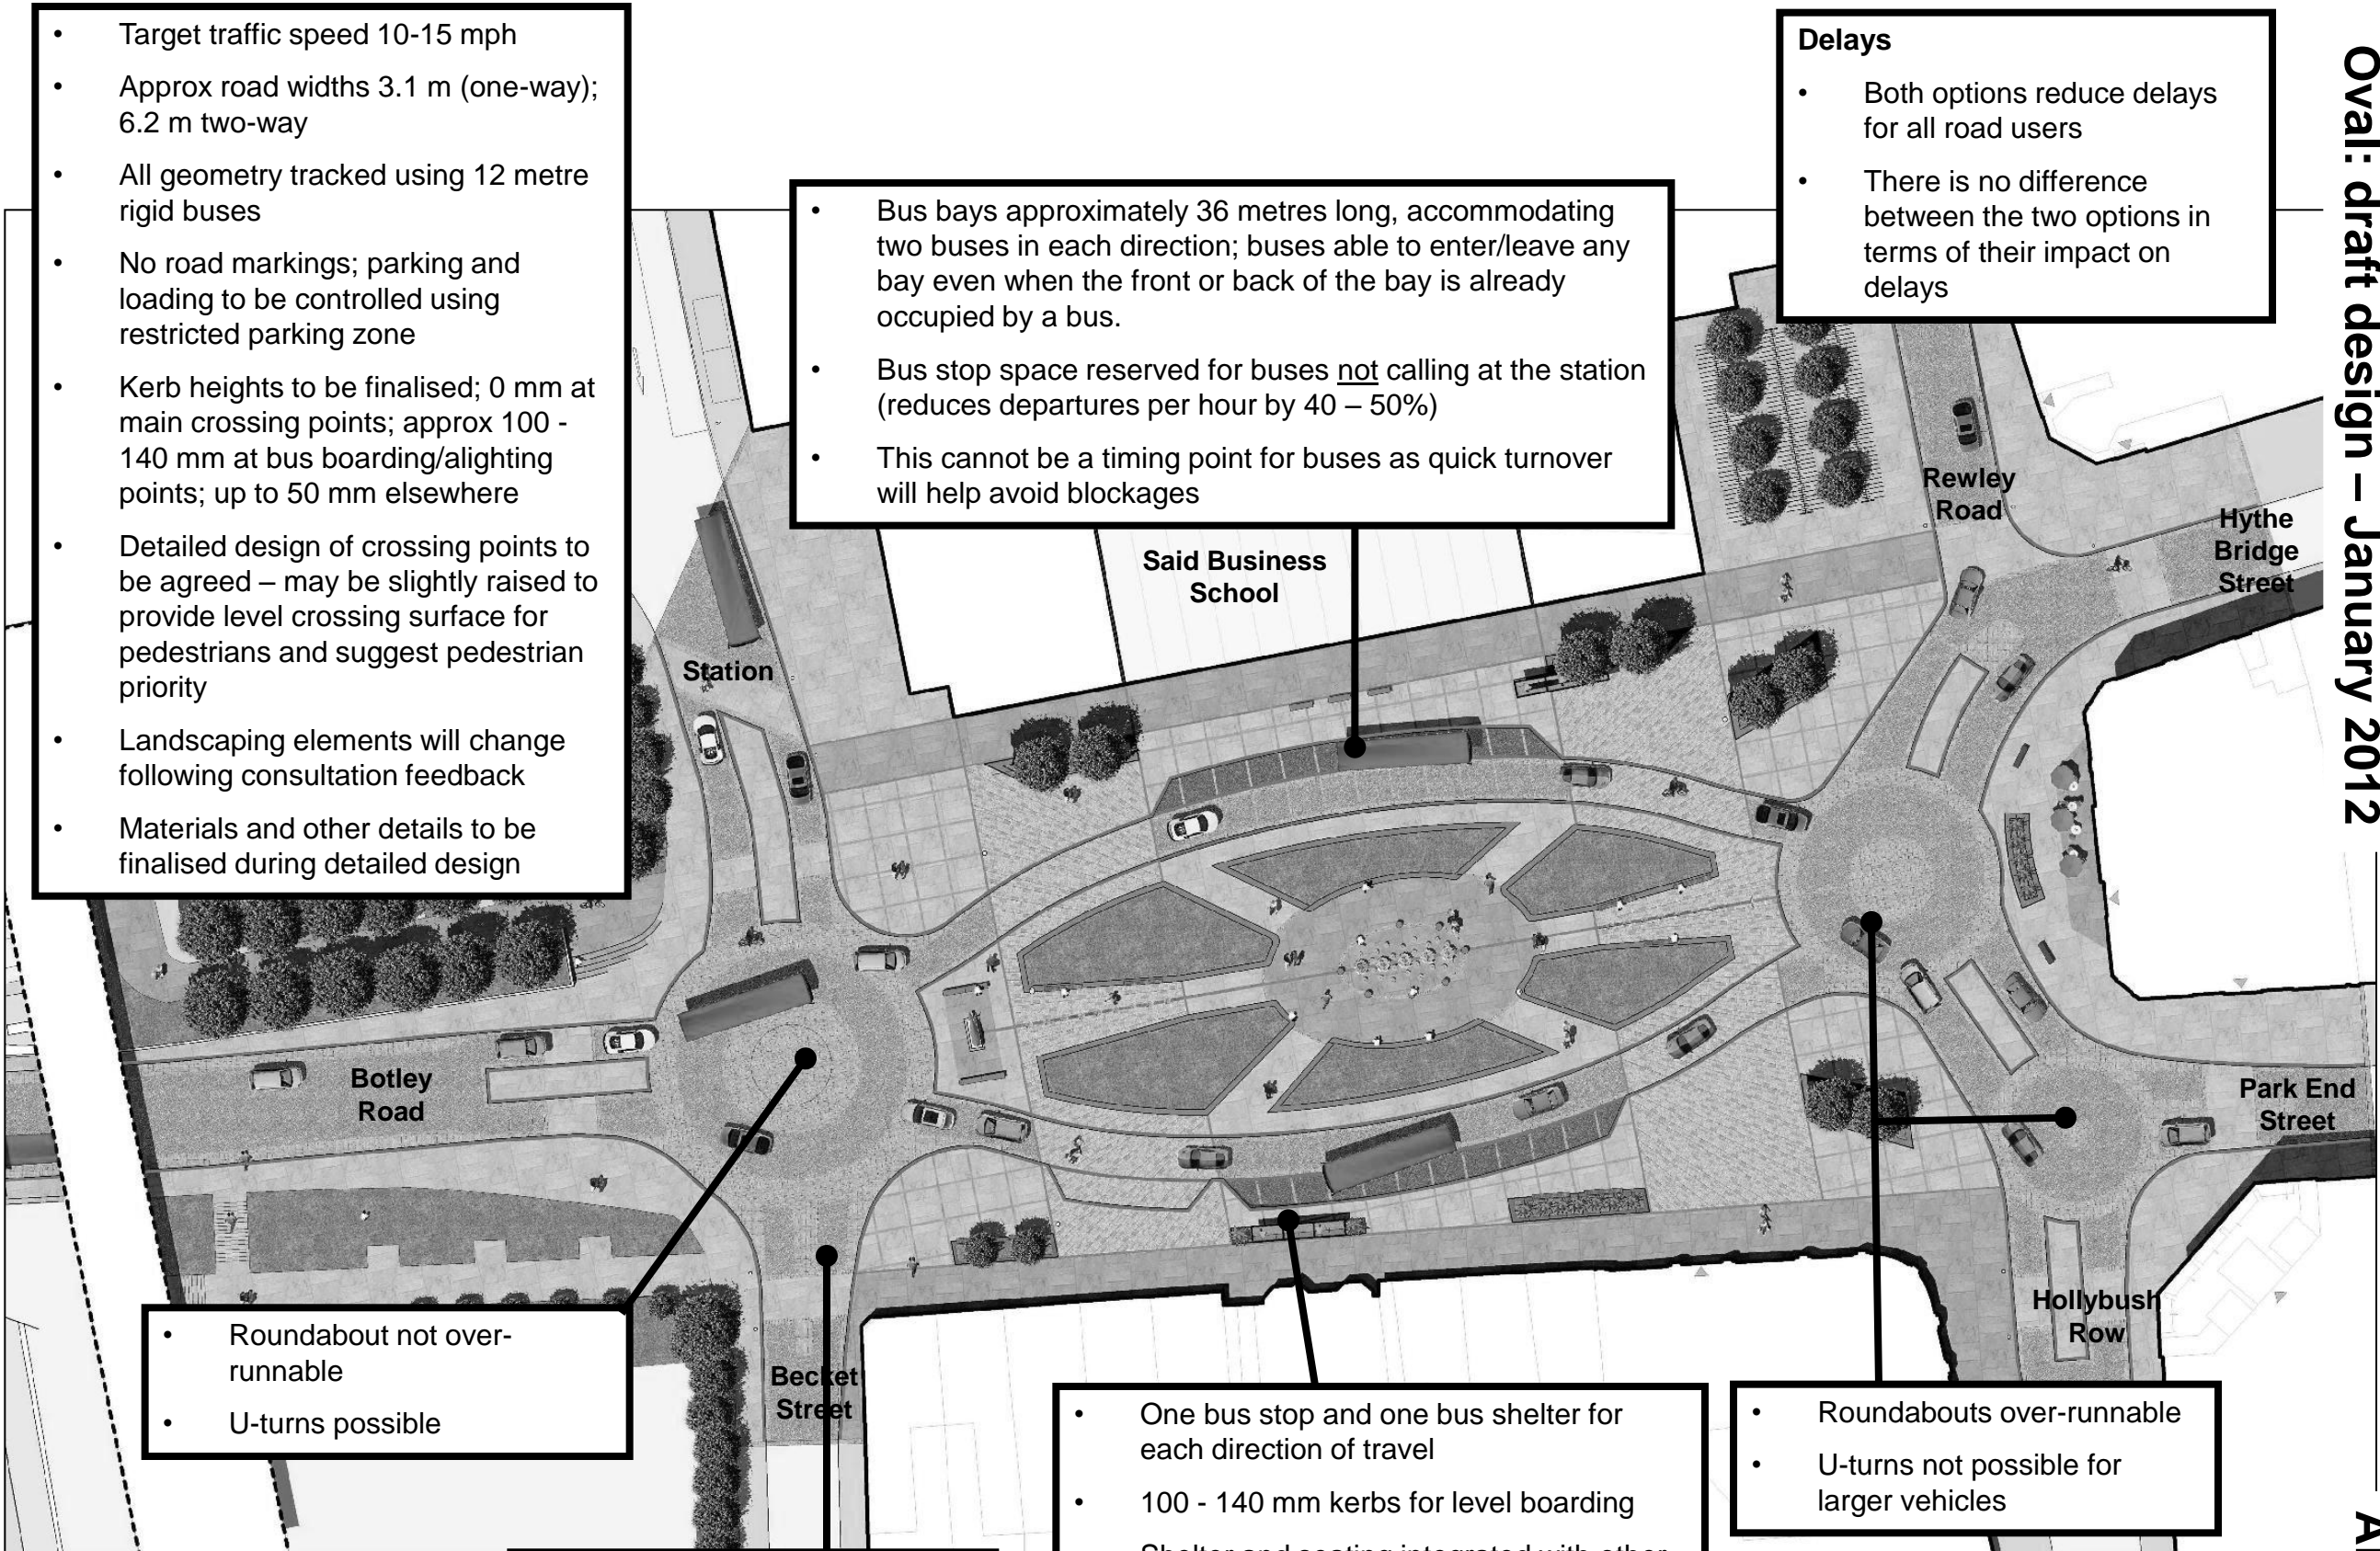 • Target traffic speed 10-15 mph
• Approx road widths 3.1 m (one-way);
6.2 m two-way
• All geometry tracked using 12 metre
rigid buses
• No road markings; parking and
loading to be controlled using
restricted parking zone
• Kerb heights to be finalised; 0 mm at
main crossing points; approx 100 -
140 mm at bus boarding/alighting
points; up to 50 mm elsewhere
• Detailed design of crossing points to
be agreed – may be slightly raised to
provide level crossing surface for
pedestrians and suggest pedestrian
priority
• Landscaping elements will change
following consultation feedback
• Materials and other details to be
finalised during detailed design
• Bus bays approximately 36 metres long, accommodating
two buses in each direction; buses able to enter/leave any
bay even when the front or back of the bay is already
occupied by a bus.
• Bus stop space reserved for buses not calling at the station
(reduces departures per hour by 40 – 50%)
• This cannot be a timing point for buses as quick turnover
will help avoid blockages
Delays
• Both options reduce delays
for all road users
• There is no difference
between the two options in
terms of their impact on
delays
Oval: draft design – January 2012
Said Business
School
Rewley
Road
Hythe
Bridge
Street
Station
Botley
Road
Park End
Street
Hollybush
Row
Becket
Street
• Roundabout not over-
runnable
• U-turns possible
• One bus stop and one bus shelter for
each direction of travel
• 100 - 140 mm kerbs for level boarding
Shelter and seating integrated with other
• Roundabouts over-runnable
• U-turns not possible for
larger vehicles